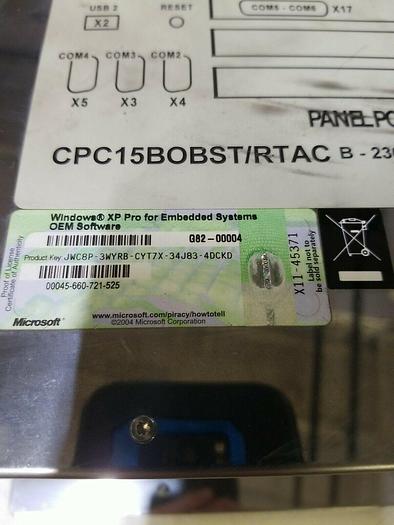 USB 2
RESET
COM5 - COM6
X2
X17
COM4
COM3
COM2
X5
X3
X4
PANEL PC
CPC15BOBST/RTAC B - 230
Windows® XP Pro for Embedded Systems
OEM Software
G82-00004
Product Key: JWC8P-3WYRB-CYT7X-34J83-4DCKD
00045-660-721-525
Proof of License
Certificate of Authenticity
X11-45371
Label not to
be sold separately
Microsoft®
www.microsoft.com/piracy/howtotell
©2004 Microsoft Corporation